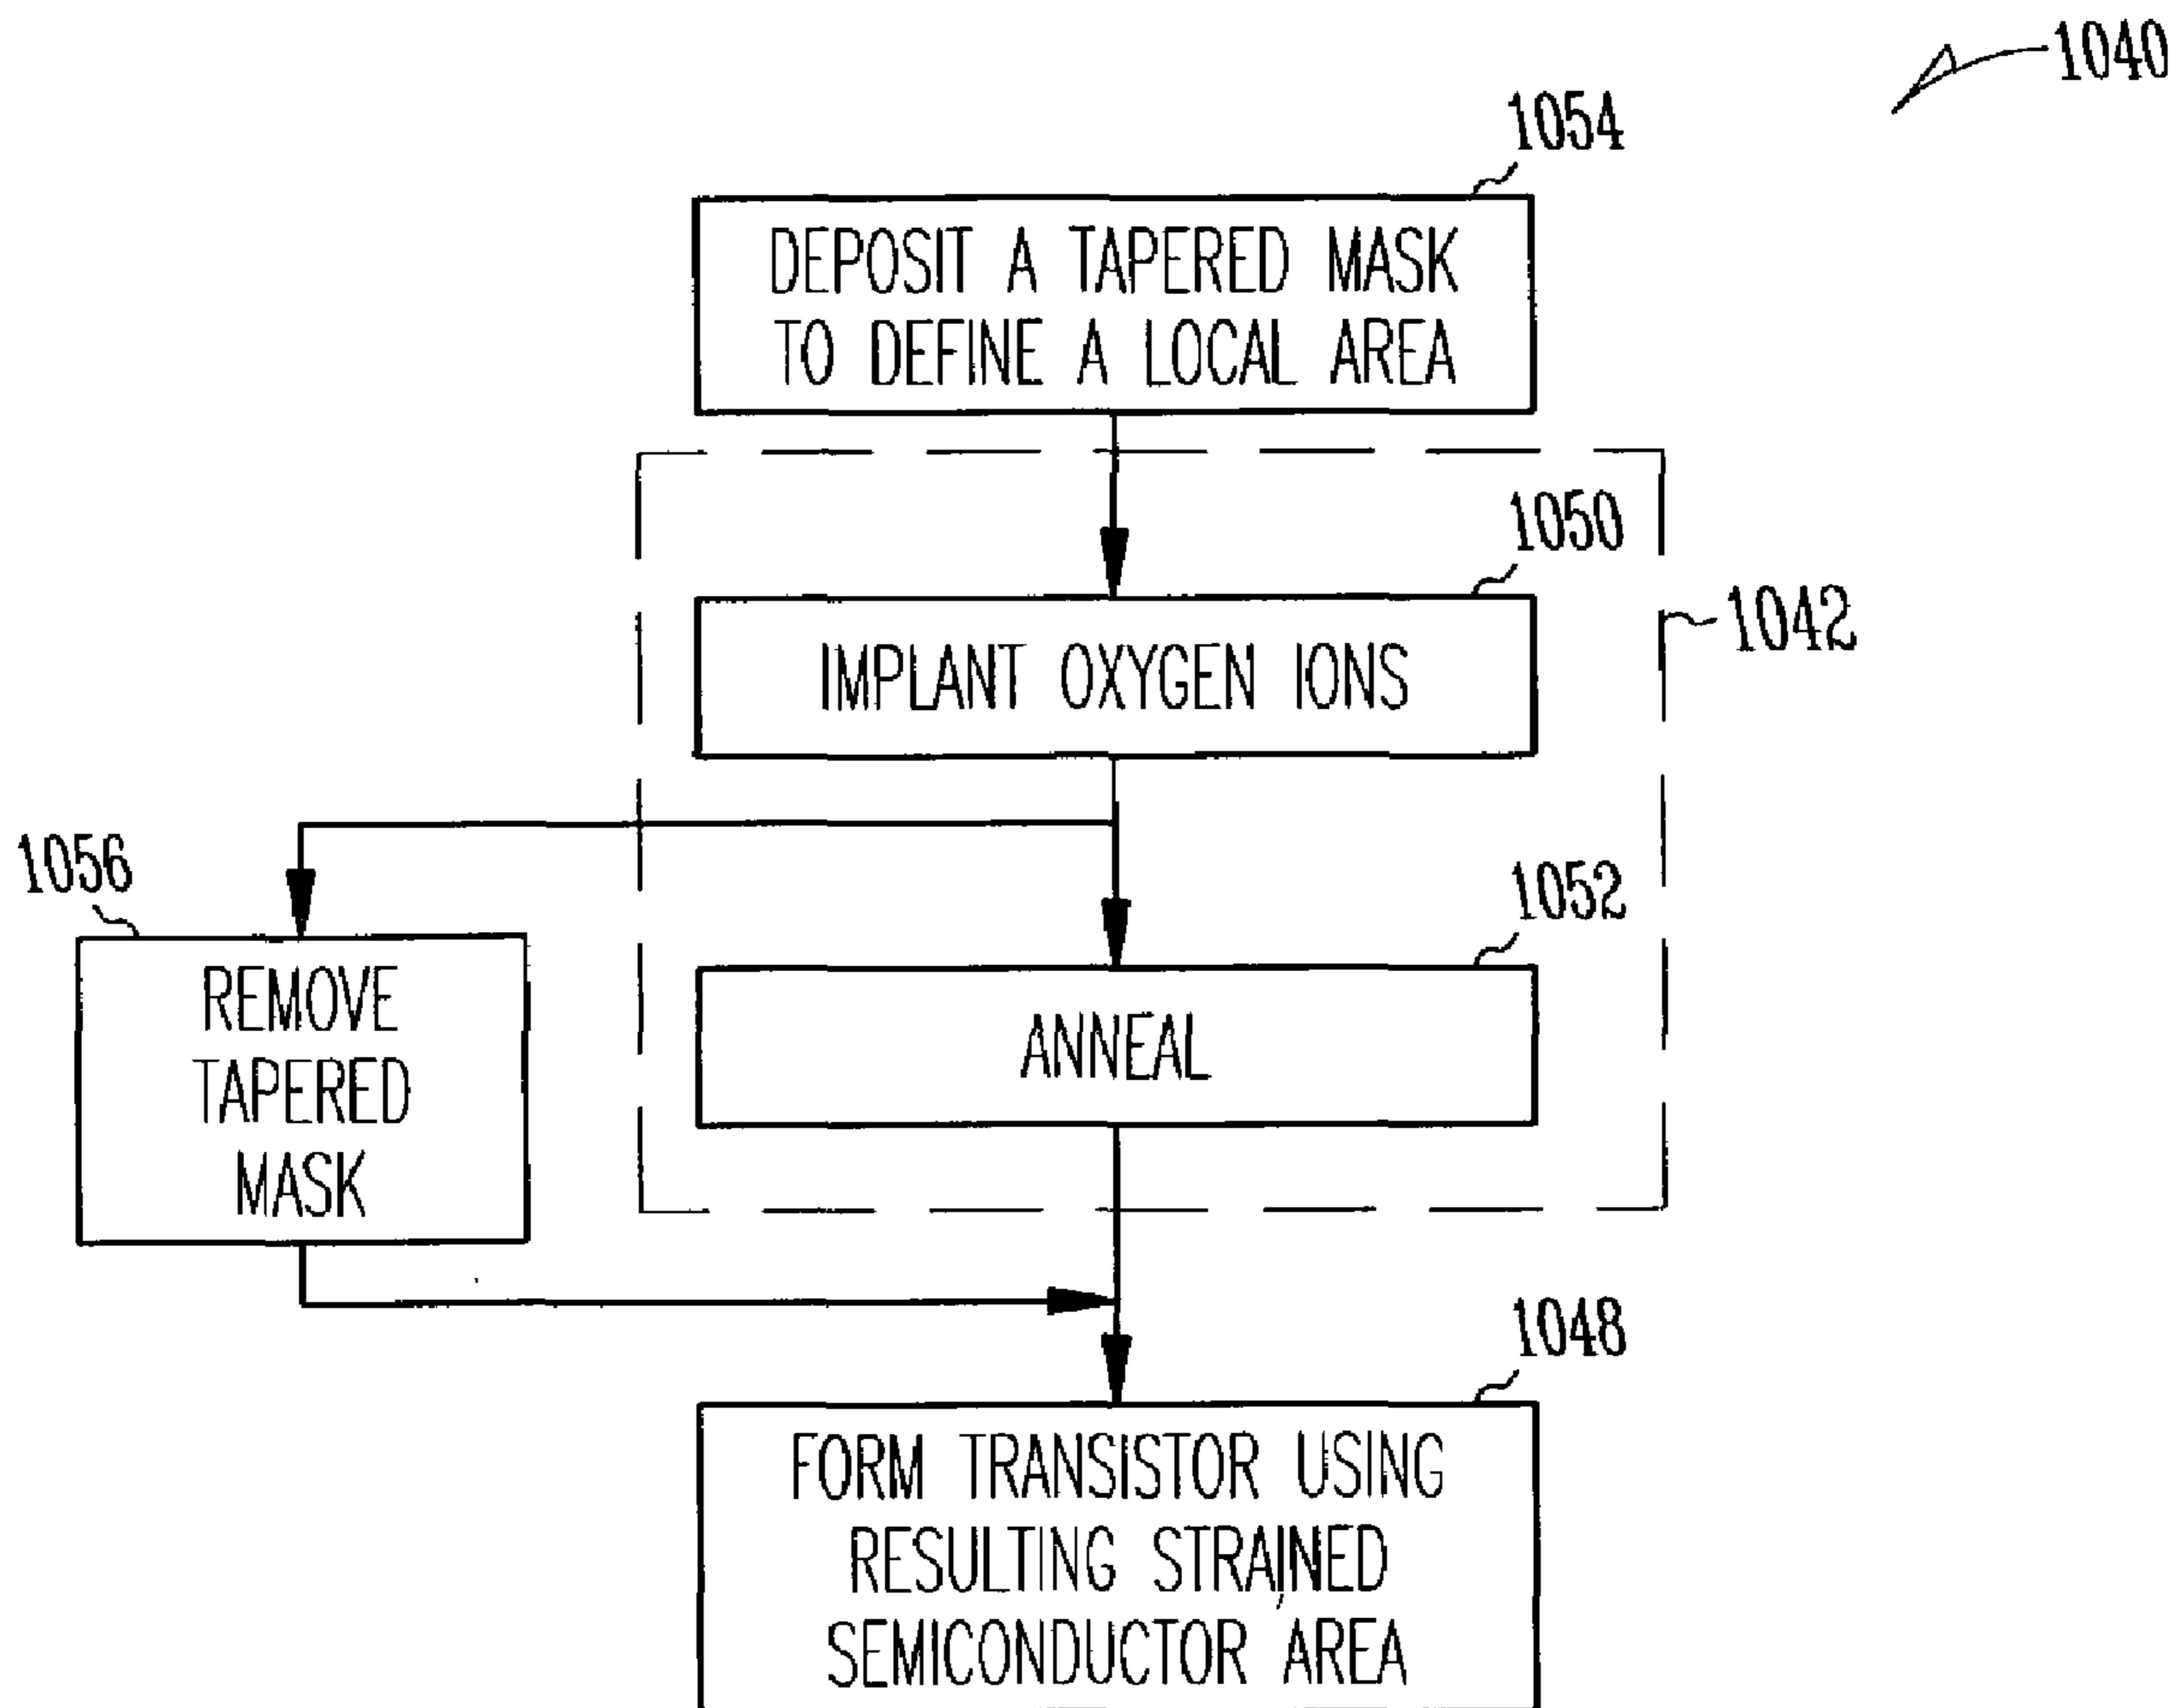 1040
1054
DEPOSIT A TAPERED MASK
TO DEFINE A LOCAL AREA
1050
IMPLANT OXYGEN IONS
1042
1056
REMOVE
TAPERED
MASK
1052
ANNEAL
1048
FORM TRANSISTOR USING
RESULTING STRAINED
SEMICONDUCTOR AREA